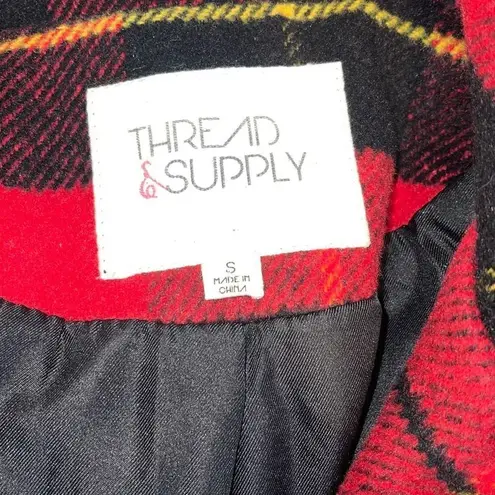 THREAD
& SUPPLY
S
MADE IN
CHINA